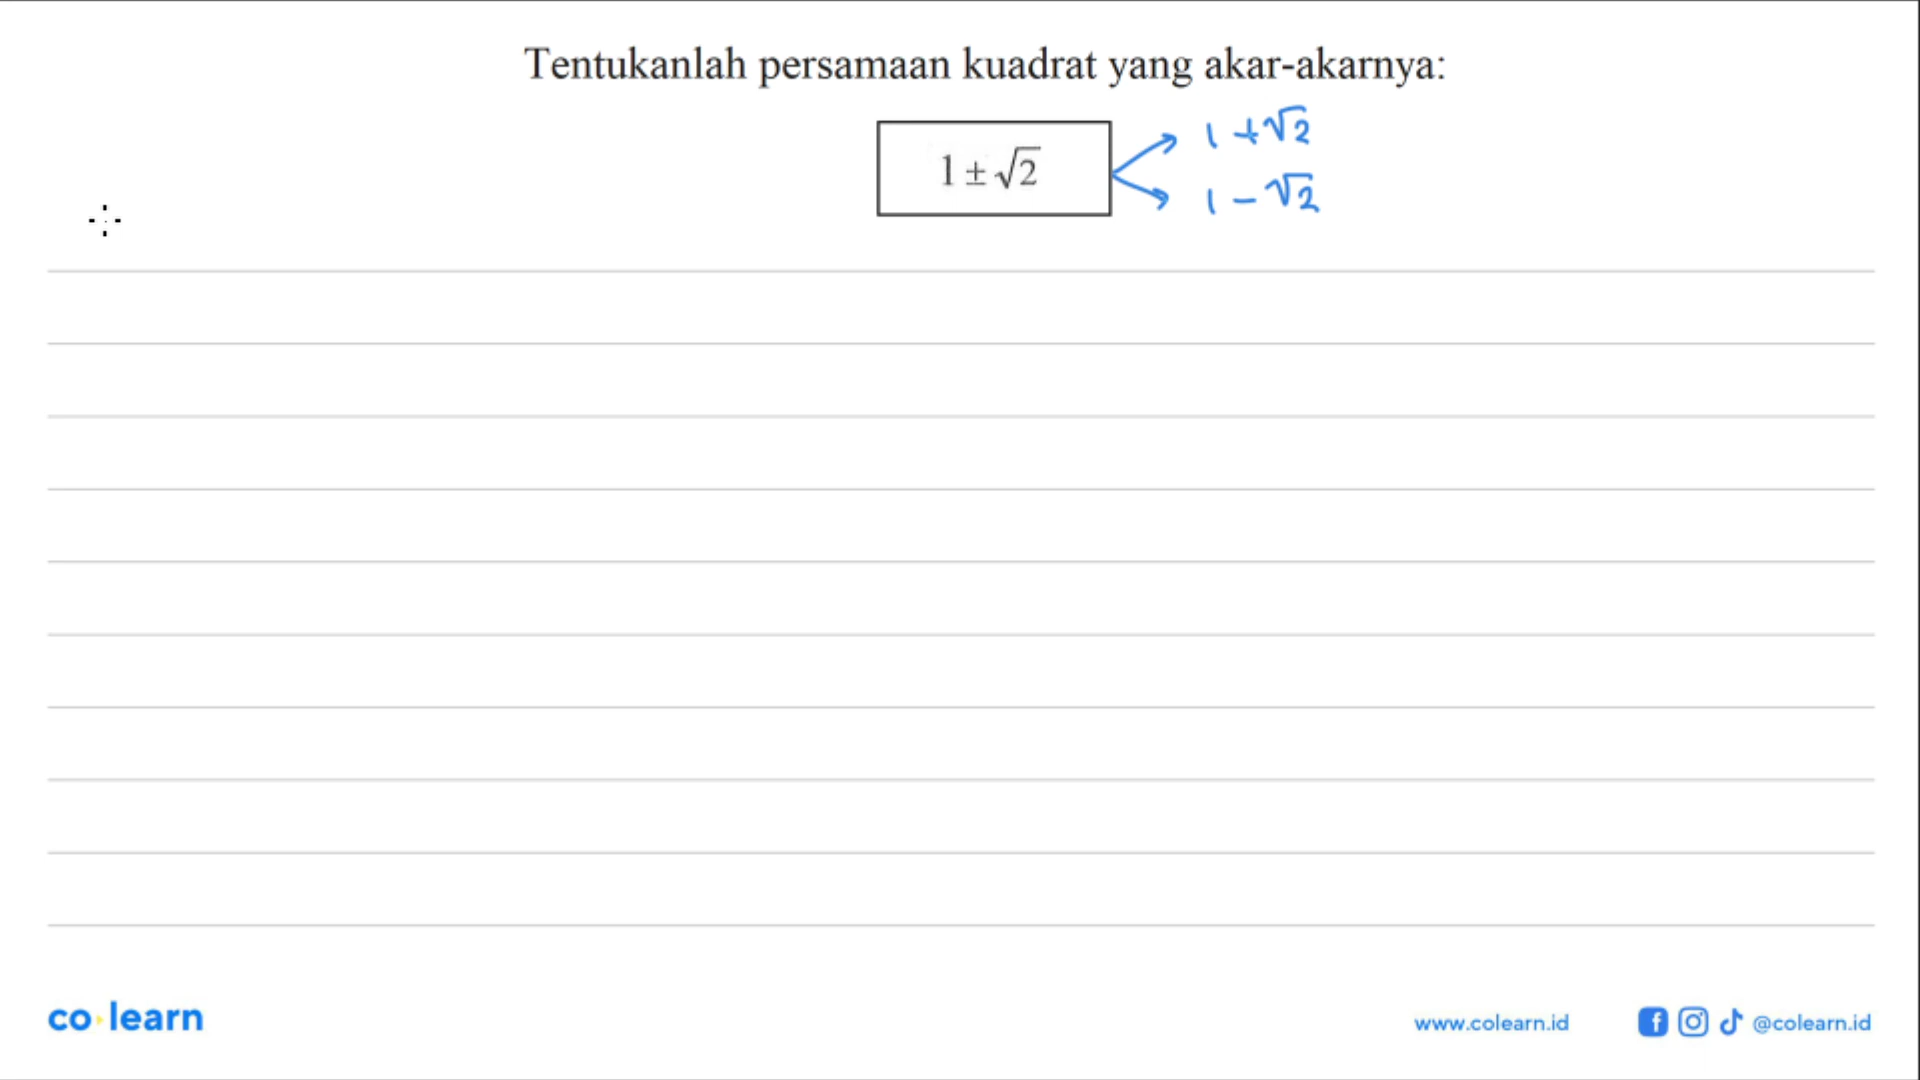 Tentukanlah persamaan kuadrat yang akar-akarnya:
1 ± √2
1 + √2
1 - √2
co learn
www.colearn.id
@colearn.id